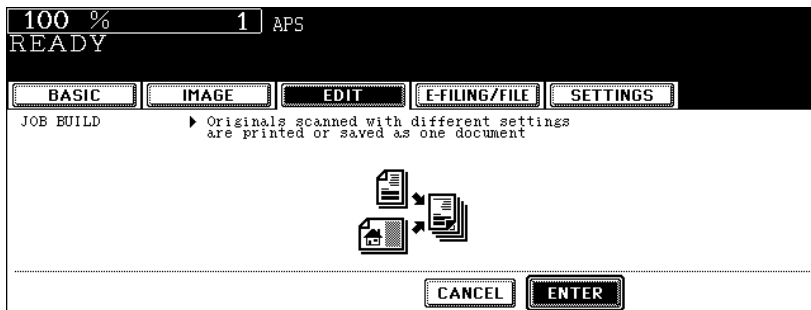 100 % 1 APS
READY
BASIC IMAGE EDIT E-FILING/FILE SETTINGS
JOB BUILD Originals scanned with different settings
are printed or saved as one document
CANCEL ENTER